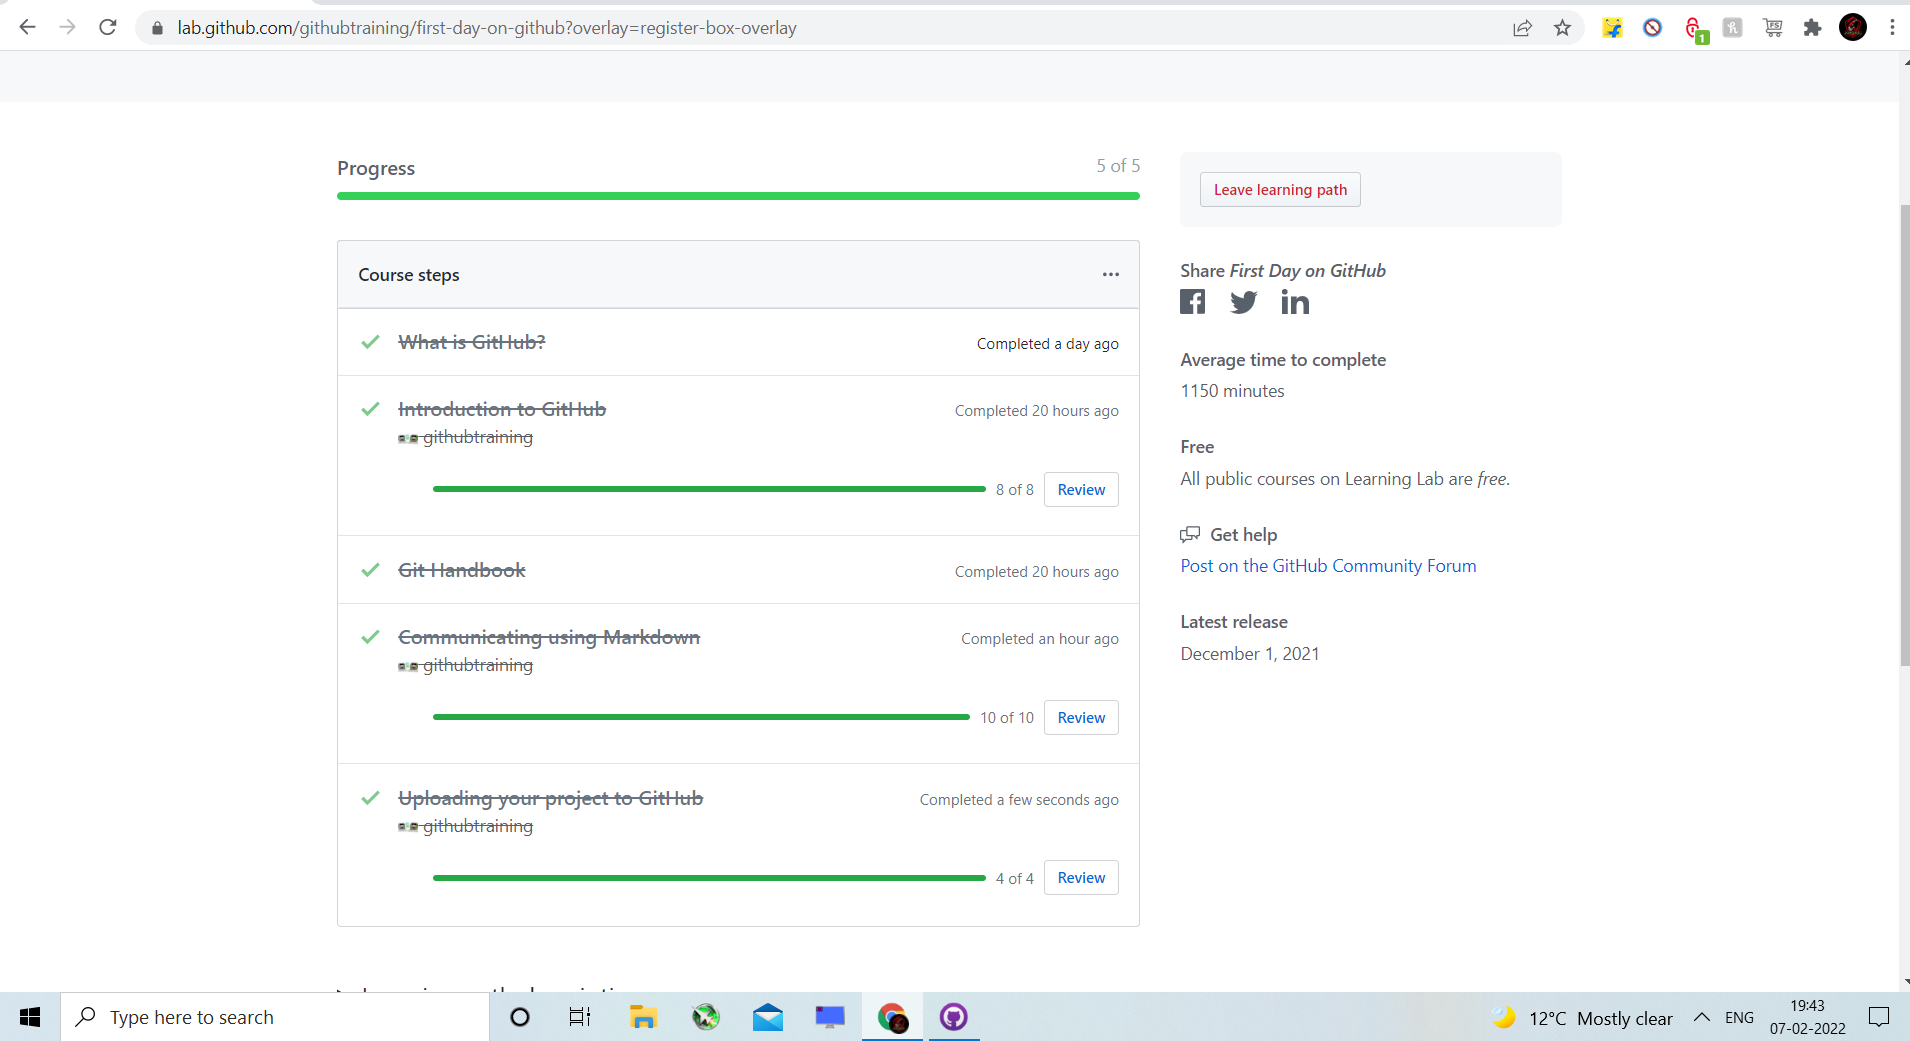 lab.github.com/githubtraining/first-day-on-github?overlay=register-box-overlay
1
Progress
5 of 5
Course steps
What is GitHub?
Completed a day ago
Introduction to GitHub
Completed 20 hours ago
githubtraining
8 of 8
Review
Git Handbook
Completed 20 hours ago
Communicating using Markdown
Completed an hour ago
githubtraining
10 of 10
Review
Uploading your project to GitHub
Completed a few seconds ago
githubtraining
4 of 4
Review
Leave learning path
Share First Day on GitHub
Average time to complete
1150 minutes
Free
All public courses on Learning Lab are free.
Get help
Post on the GitHub Community Forum
Latest release
December 1, 2021
Type here to search
12°C Mostly clear
ENG
19:43
07-02-2022